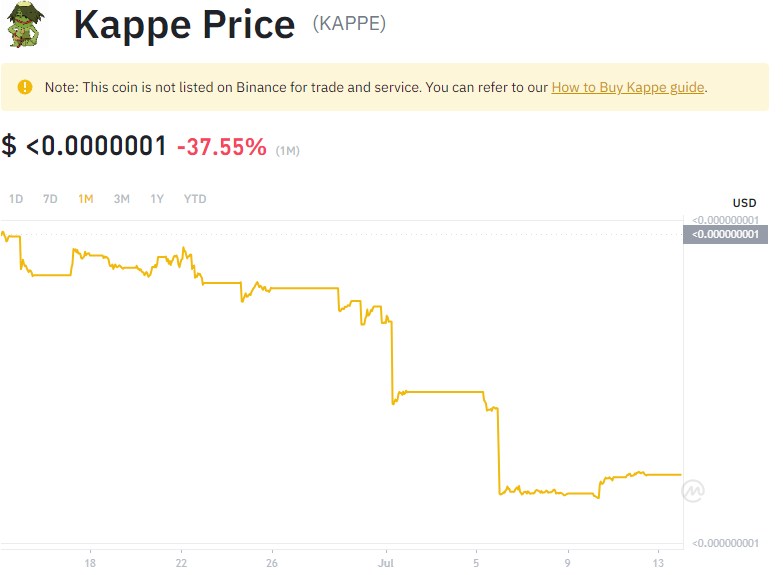 Kappe Price (KAPPE)
Note: This coin is not listed on Binance for trade and service. You can refer to our How to Buy Kappe guide.
$ <0.0000001 -37.55% (1M)
1D 7D 1M 3M 1Y YTD
USD
<0.000000001
<0.000000001
<0.000000001
18 22 26 Jul 5 9 13